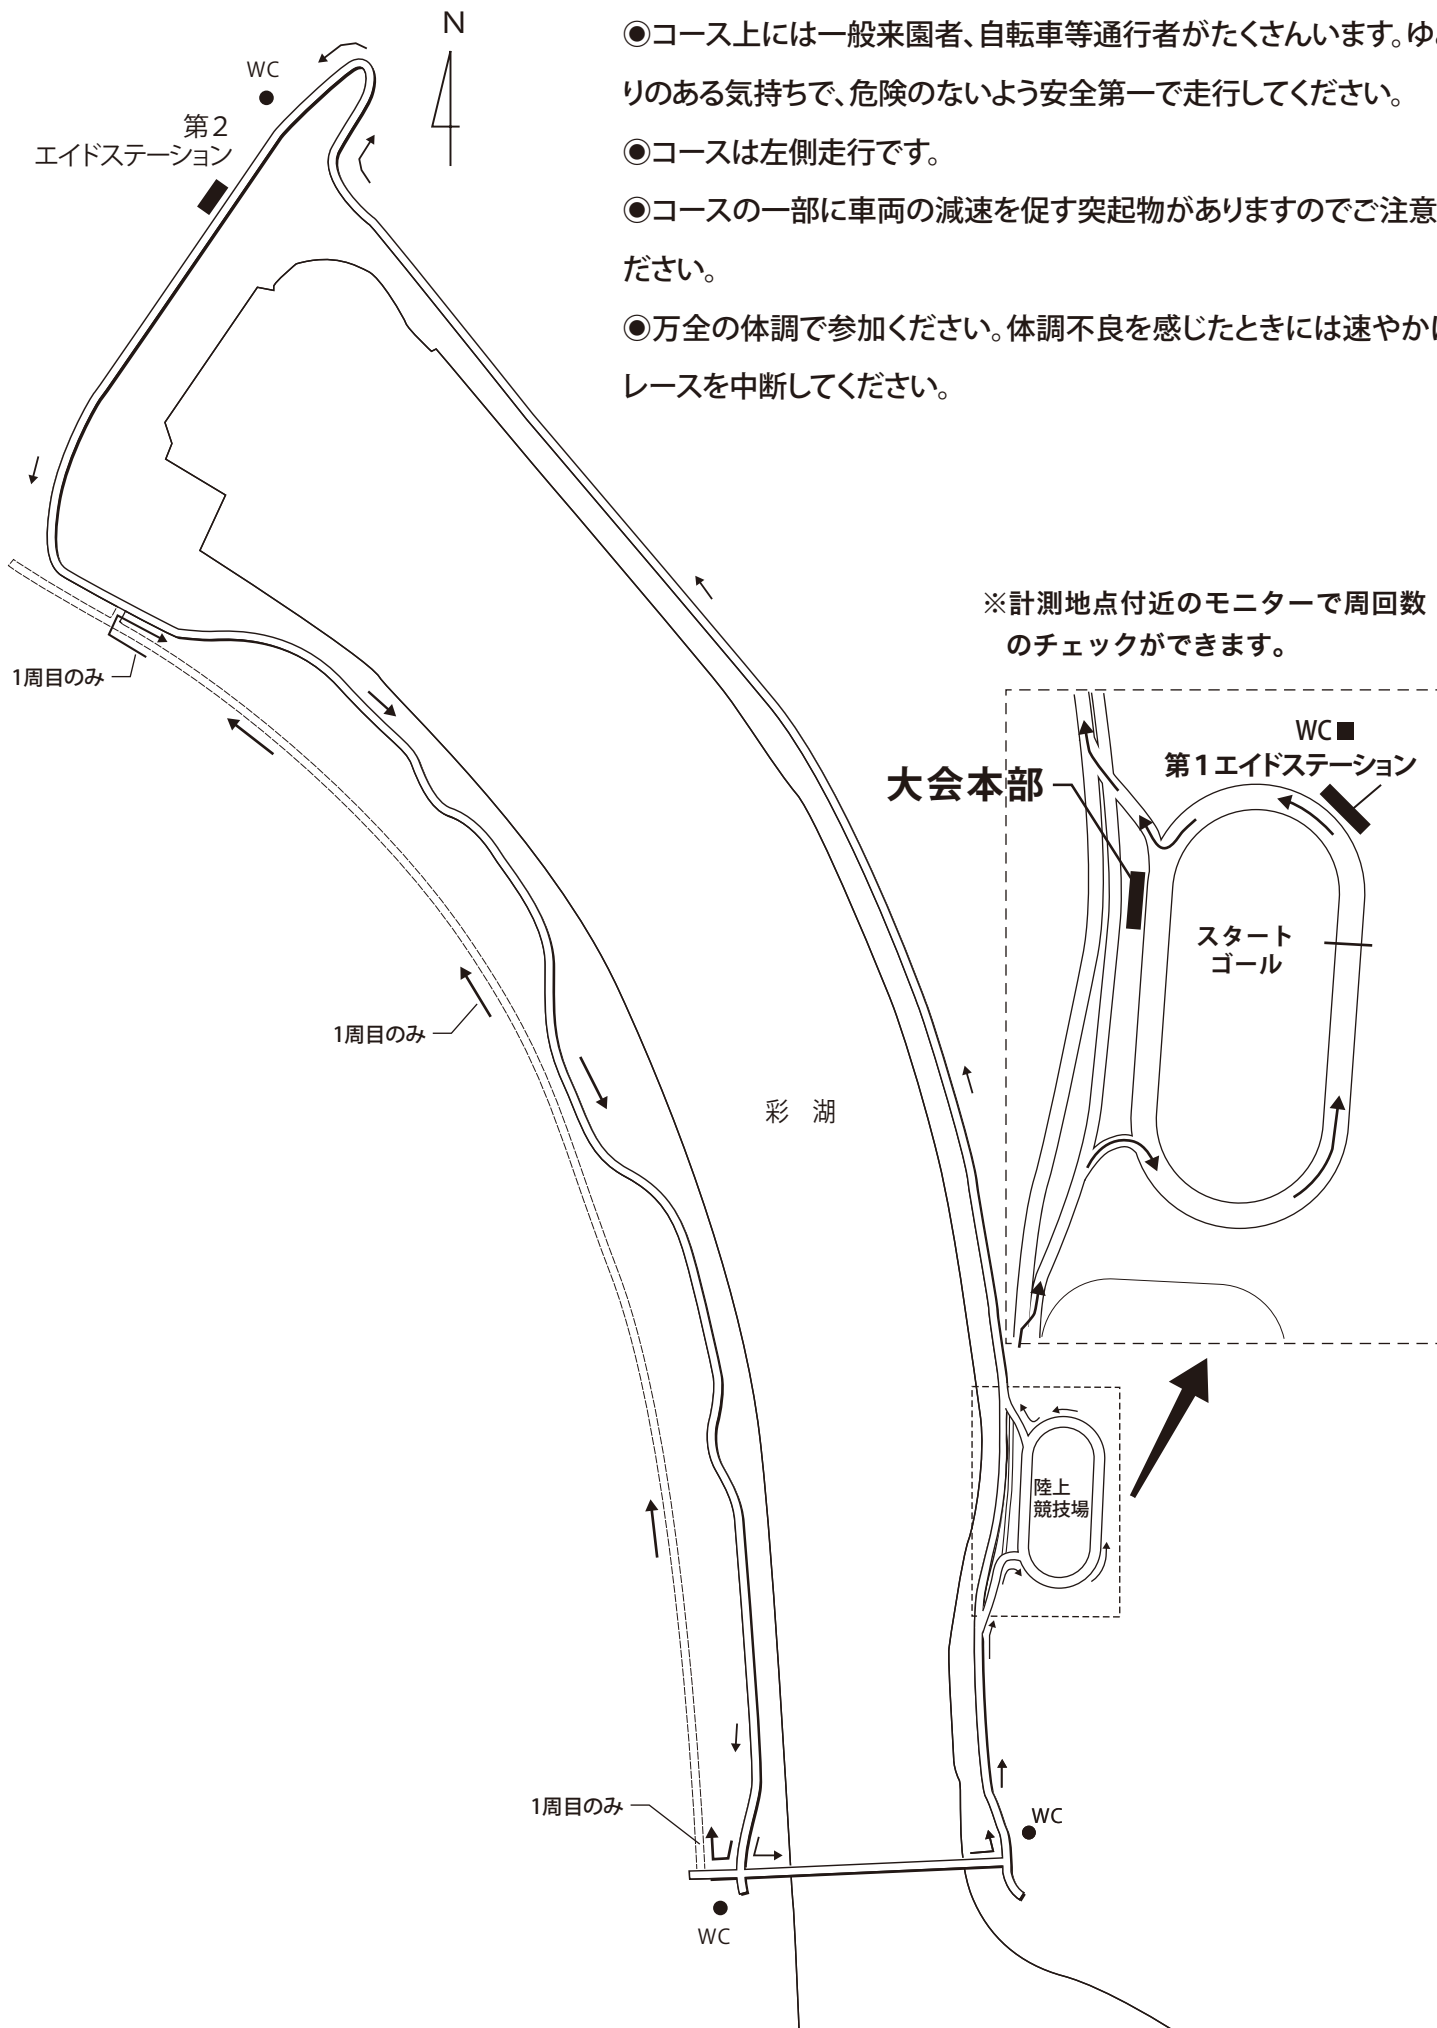 ◉コース上には一般来園者、自転車等通行者がたくさんいます。ゆ
りのある気持ちで、危険のないよう安全第一で走行してください。
◉コースは左側走行です。
◉コースの一部に車両の減速を促す突起物がありますのでご注意
ださい。
◉万全の体調で参加ください。体調不良を感じたときには速やかに
レースを中断してください。
N
WC
第2
エイドステーション
※計測地点付近のモニターで周回数
のチェックができます。
1周目のみ
WC
第1エイドステーション
大会本部
スタート
ゴール
1周目のみ
彩 湖
陸上
競技場
1周目のみ
WC
WC